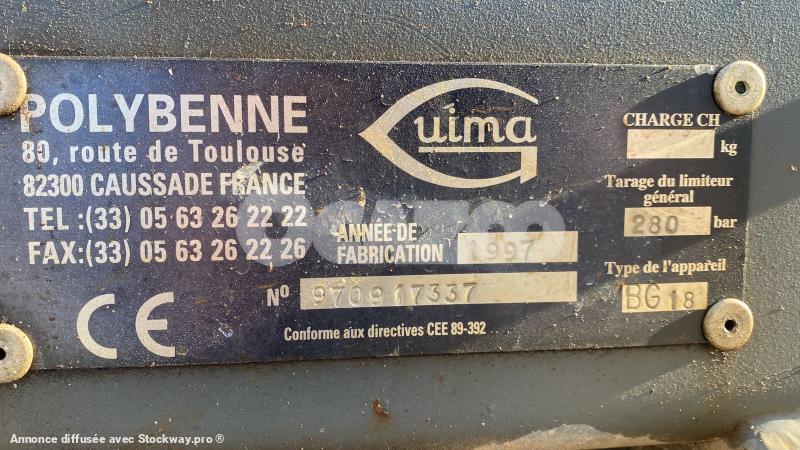 POLYBENNE
80, route de Toulouse
82300 CAUSSADE FRANCE
TEL :(33) 05 63 26 22 22
FAX:(33) 05 63 26 22 26
CE
Guima
ANNÉE DE
FABRICATION 1997
Nº 970917337
Conforme aux directives CEE 89-392
CHARGE CH
kg
Tarage du limiteur
général
280 bar
Type de l'appareil
BG 18
Annonce diffusée avec Stockway.pro ®